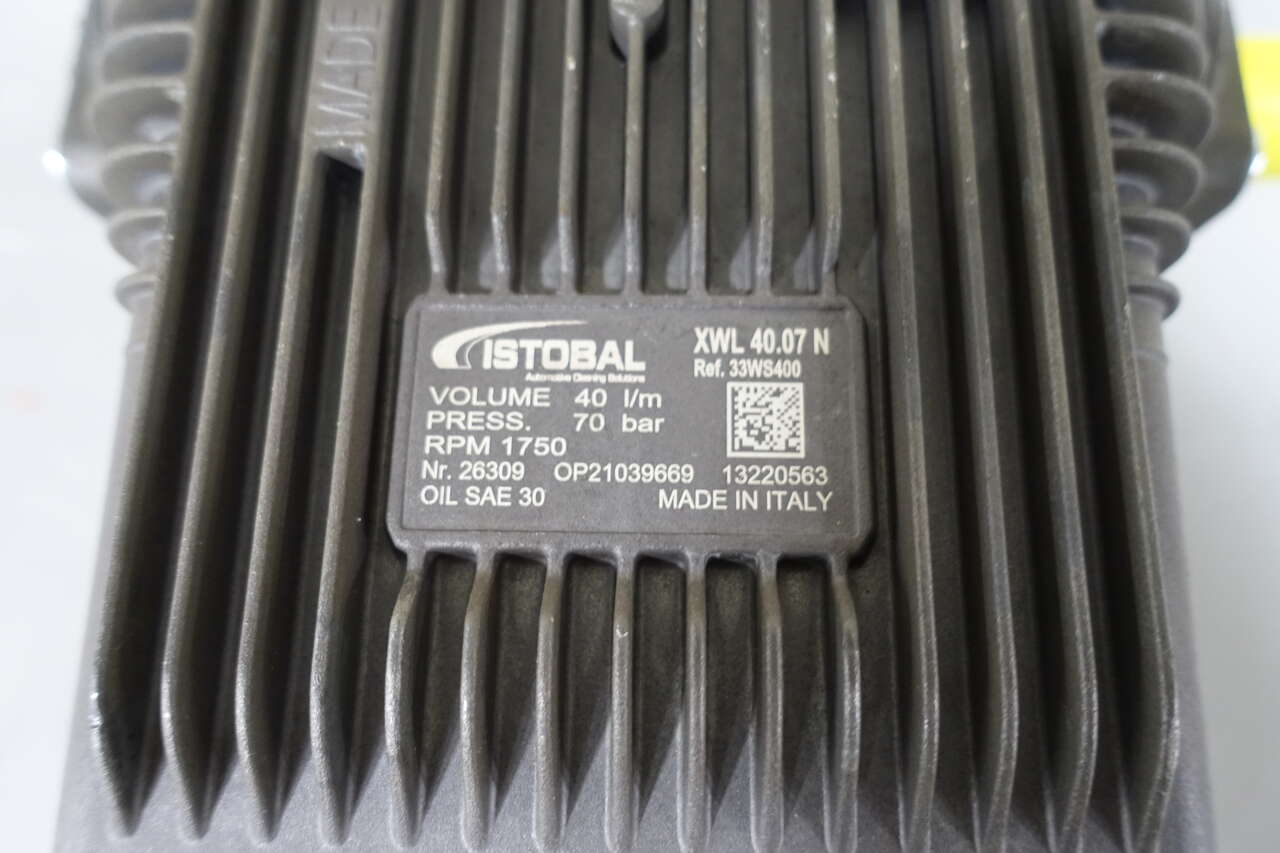 MADE
ISTOBAL
Automotive Cleaning Solutions
XWL 40.07 N
Ref. 33WS400
VOLUME 40 l/m
PRESS. 70 bar
RPM 1750
Nr. 26309 OP21039669 13220563
OIL SAE 30 MADE IN ITALY